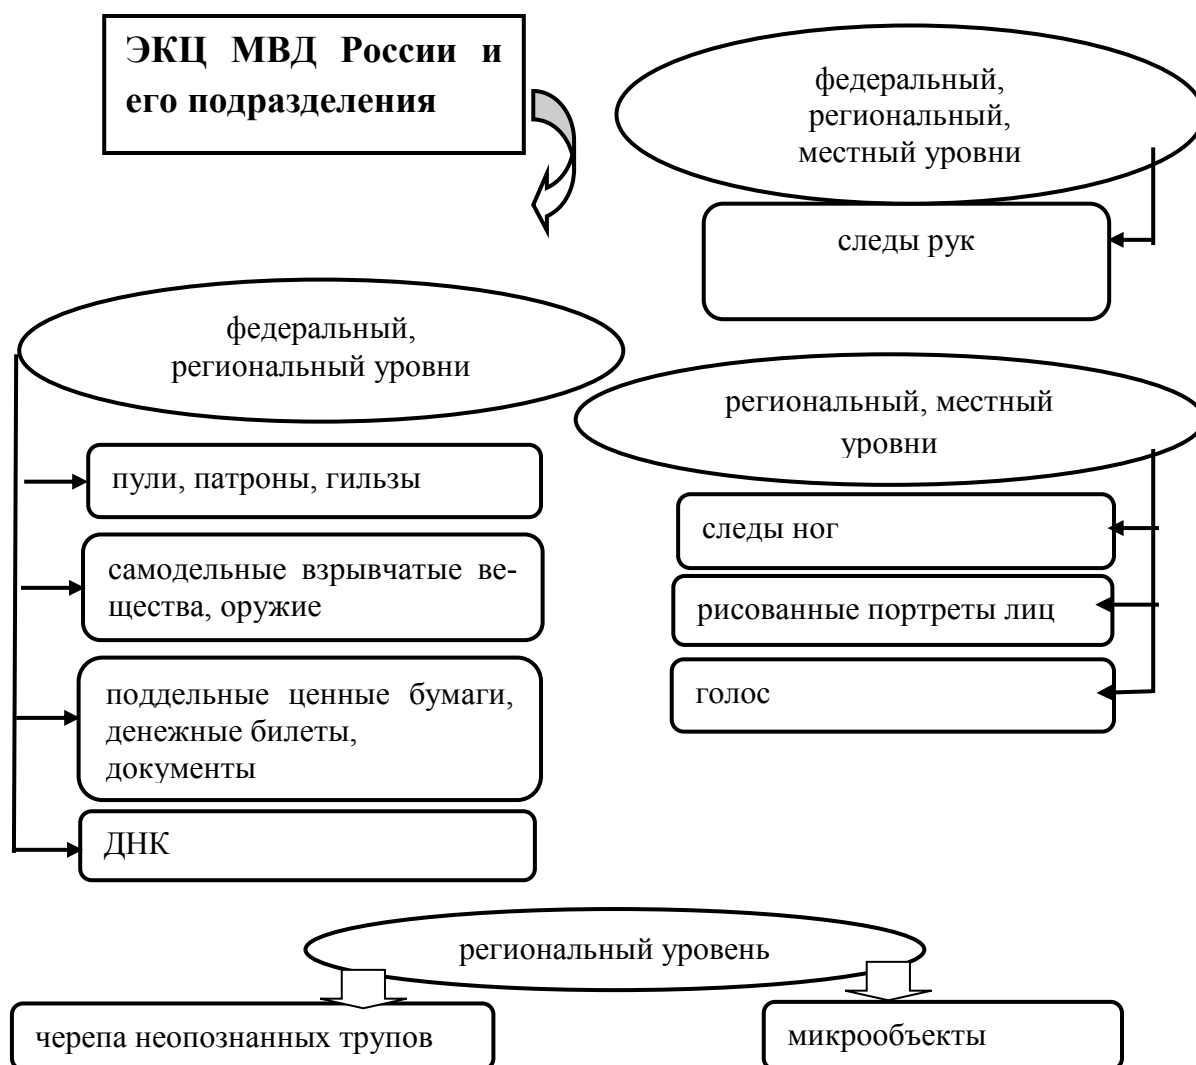 ЭКЦ МВД России и
его подразделения
федеральный,
региональный,
местный уровни
следы рук
федеральный,
региональный уровни
пули, патроны, гильзы
самодельные взрывчатые ве-
щества, оружие
поддельные ценные бумаги,
денежные билеты,
документы
ДНК
региональный, местный
уровни
следы ног
рисованные портреты лиц
голос
региональный уровень
черепа неопознанных трупов
микрообъекты